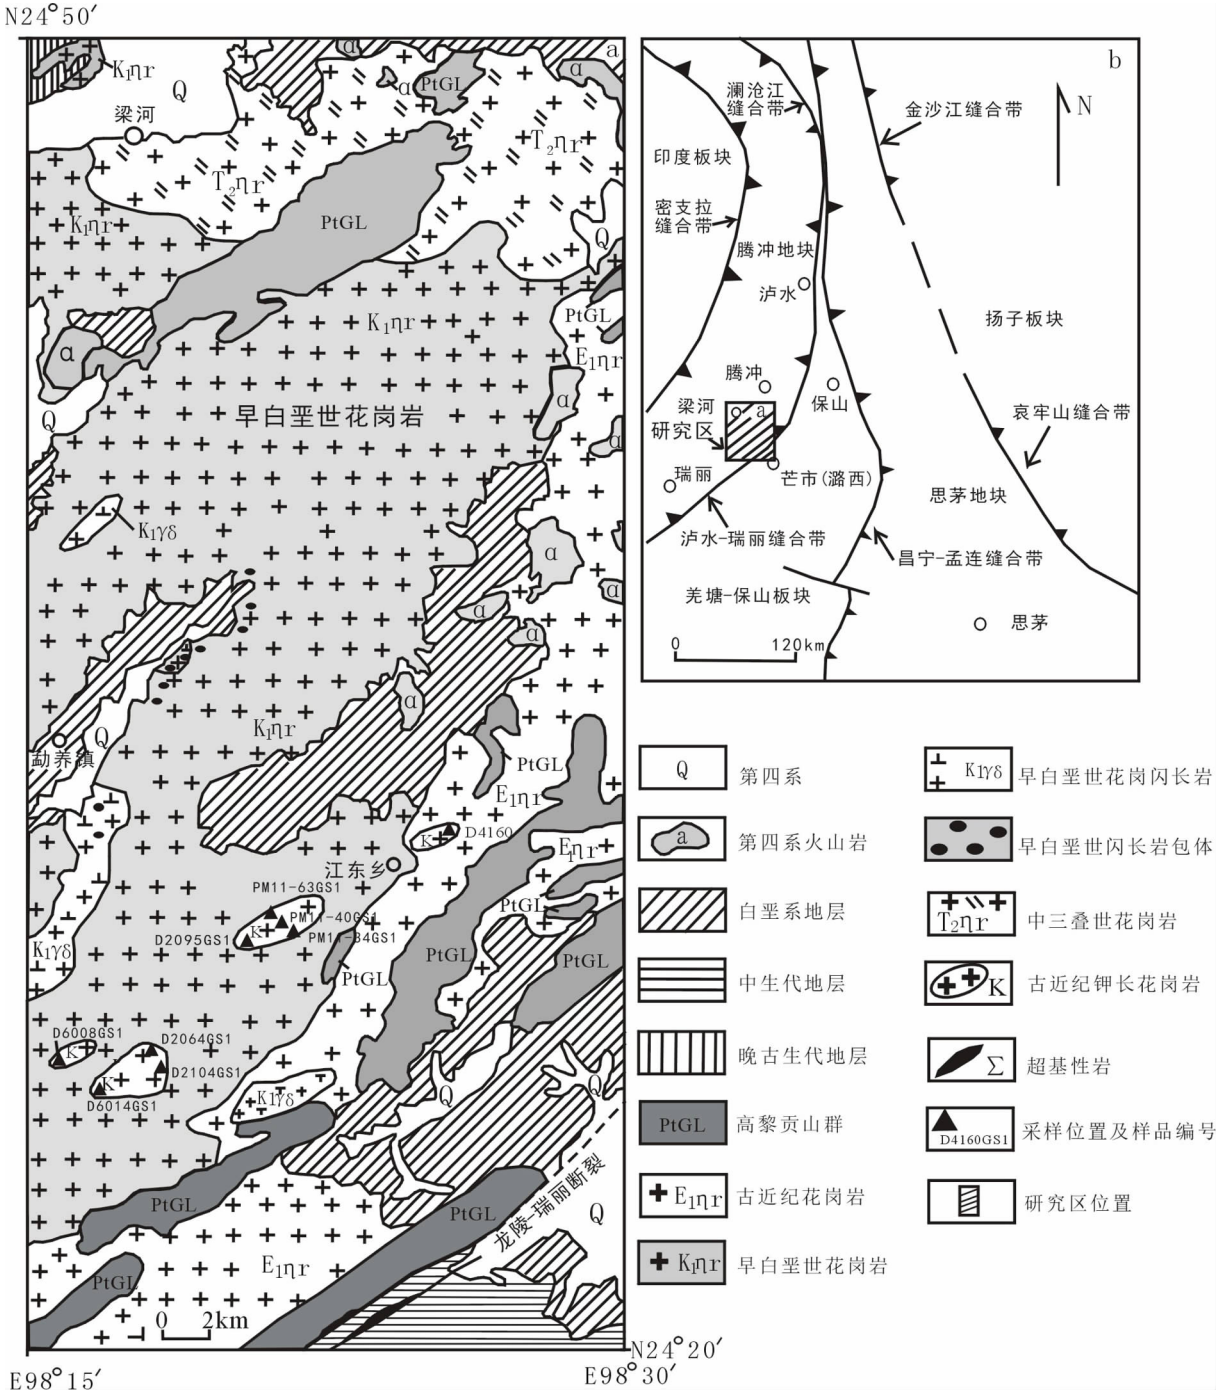 N24°50′
a
K₁ηr
Q
梁河
α
α
PtGL
α
T₂ηr
T₂ηr
PtGL
K₁ηr
Q
PtGL
K₁ηr
E₁ηr
α
α
Q
早白垩世花岗岩
α
K₁γδ
α
α
α
α
α
K₁ηr
Q
勐养镇
PtGL
E₁ηr
K
D4160
E₁ηr
江东乡
PM11-63GS1
PM11-40GS1
K
D2095GS1
PM11-84GS1
PtGL
K₁γδ
PtGL
PtGL
PtGL
D6008GS1
K
D2064GS1
D2104GS1
K
D6014GS1
K₁γδ
Q
Q
PtGL
PtGL
龙陵-瑞丽断裂
Q
E₁ηr
PtGL
0 2km
E98°15′
N24°20′
E98°30′
b
澜沧江
缝合带
金沙江缝合带
N
印度板块
密支拉
缝合带
腾冲地块
泸水
扬子板块
腾冲
梁河
a
保山
研究区
哀牢山缝合带
瑞丽
芒市(潞西)
思茅地块
泸水-瑞丽缝合带
昌宁-孟连缝合带
羌塘-保山板块
思茅
0 120km
Q 第四系
a 第四系火山岩
白垩系地层
中生代地层
晚古生代地层
PtGL 高黎贡山群
E₁ηr 古近纪花岗岩
K₁ηr 早白垩世花岗岩
K₁γδ 早白垩世花岗闪长岩
早白垩世闪长岩包体
T₂ηr 中三叠世花岗岩
K 古近纪钾长花岗岩
Σ 超基性岩
D4160GS1 采样位置及样品编号
研究区位置